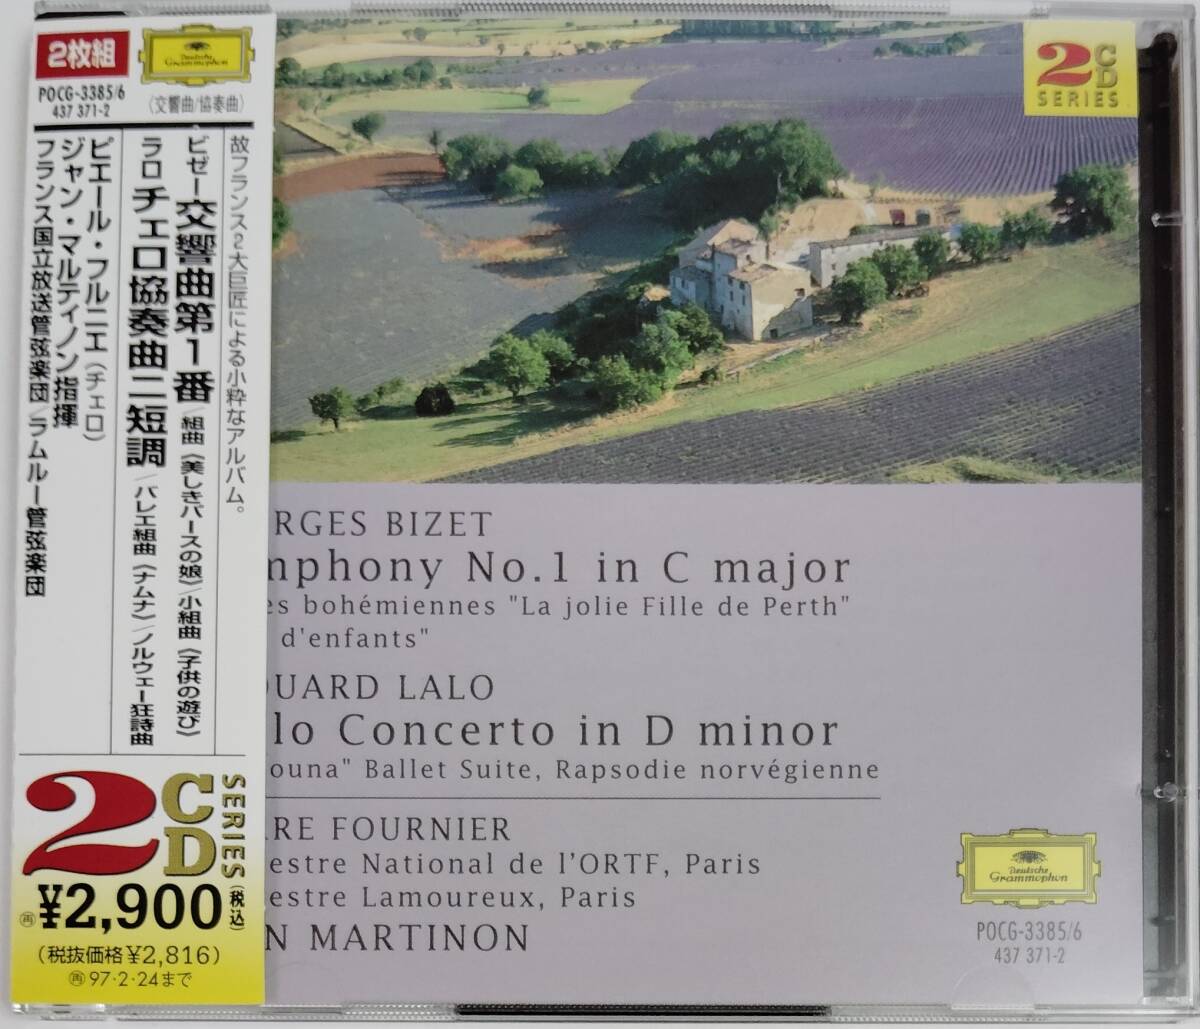 2枚組
Deutsche
Grammophon
POCG-3385/6
437 371-2
〈交響曲/協奏曲〉
故フランス2大巨匠による小粋なアルバム。
ビゼー 交響曲第1番/組曲《美しきパースの娘》/小組曲《子供の遊び》
ラロ チェロ協奏曲ニ短調/バレエ組曲《ナムナ》/ノルウェー狂詩曲
ピエール・フルニエ(チェロ)
ジャン・マルティノン指揮
フランス国立放送管弦楽団/ラムルー管弦楽団
2 CD SERIES
再 ¥2,900 (税込)
(税抜価格¥2,816)
再 97・2・24まで
2 CD
SERIES
RGES BIZET
mphony No.1 in C major
es bohémiennes "La jolie Fille de Perth"
d'enfants"
OUARD LALO
lo Concerto in D minor
ouna" Ballet Suite, Rapsodie norvégienne
RRE FOURNIER
estre National de l'ORTF, Paris
estre Lamoureux, Paris
N MARTINON
Deutsche
Grammophon
POCG-3385/6
437 371-2